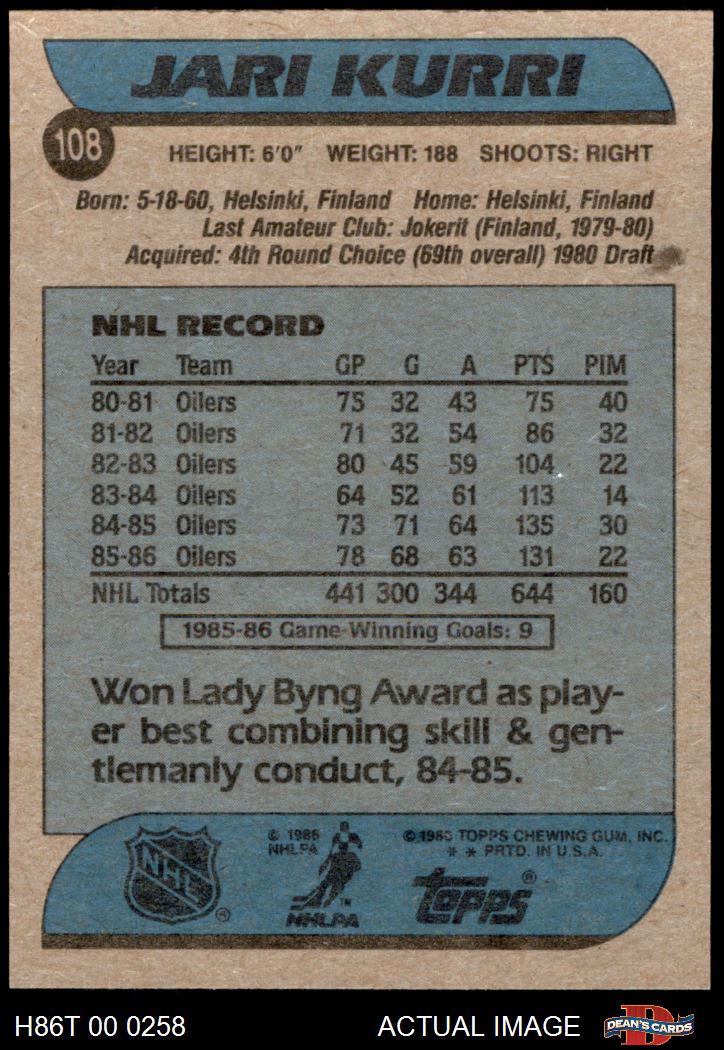 JARI KURRI
108
HEIGHT: 6'0" WEIGHT: 188 SHOOTS: RIGHT
Born: 5-18-60, Helsinki, Finland Home: Helsinki, Finland
Last Amateur Club: Jokerit (Finland, 1979-80)
Acquired: 4th Round Choice (69th overall) 1980 Draft
NHL RECORD
Year Team GP G A PTS PIM
80-81 Oilers 75 32 43 75 40
81-82 Oilers 71 32 54 86 32
82-83 Oilers 80 45 59 104 22
83-84 Oilers 64 52 61 113 14
84-85 Oilers 73 71 64 135 30
85-86 Oilers 78 68 63 131 22
NHL Totals 441 300 344 644 160
1985-86 Game-Winning Goals: 9
Won Lady Byng Award as play-
er best combining skill & gen-
tlemanly conduct, 84-85.
NHL ®
© 1986
NHLPA
NHLPA ™
© 1986 TOPPS CHEWING GUM, INC.
* * PRTD. IN U.S.A.
topps ®
H86T 00 0258 ACTUAL IMAGE
D
DEAN'S CARDS